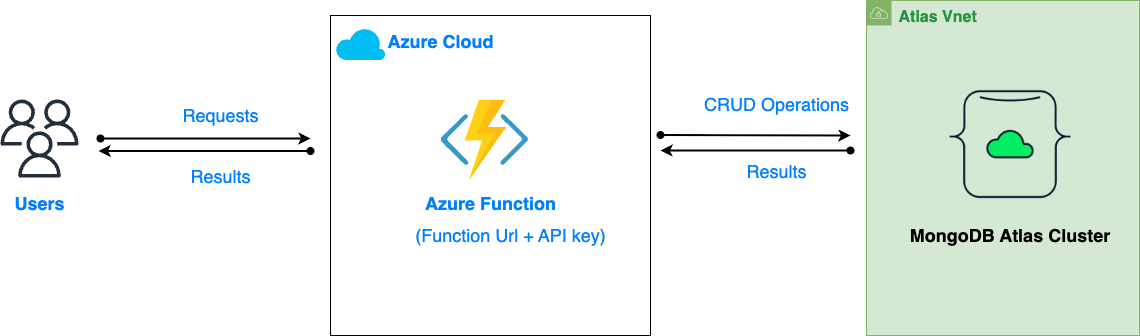 Users
Requests
Results
Azure Cloud
Azure Function
(Function Url + API key)
CRUD Operations
Results
Atlas Vnet
MongoDB Atlas Cluster